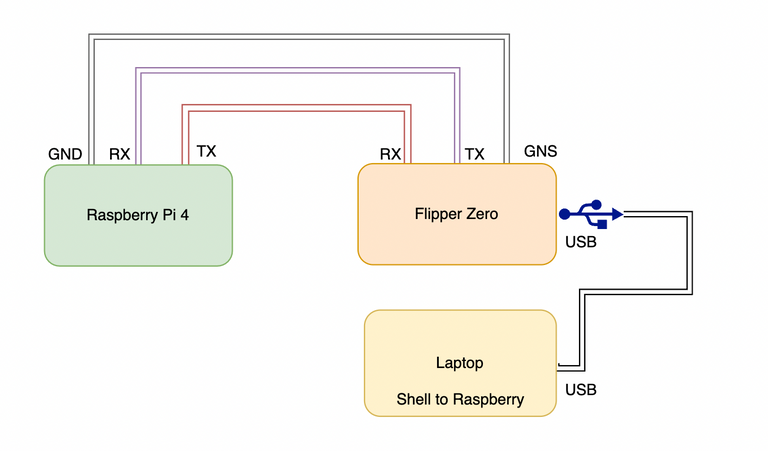 GND RX TX
RX TX GNS
Raspberry Pi 4
Flipper Zero
USB
Laptop
Shell to Raspberry
USB